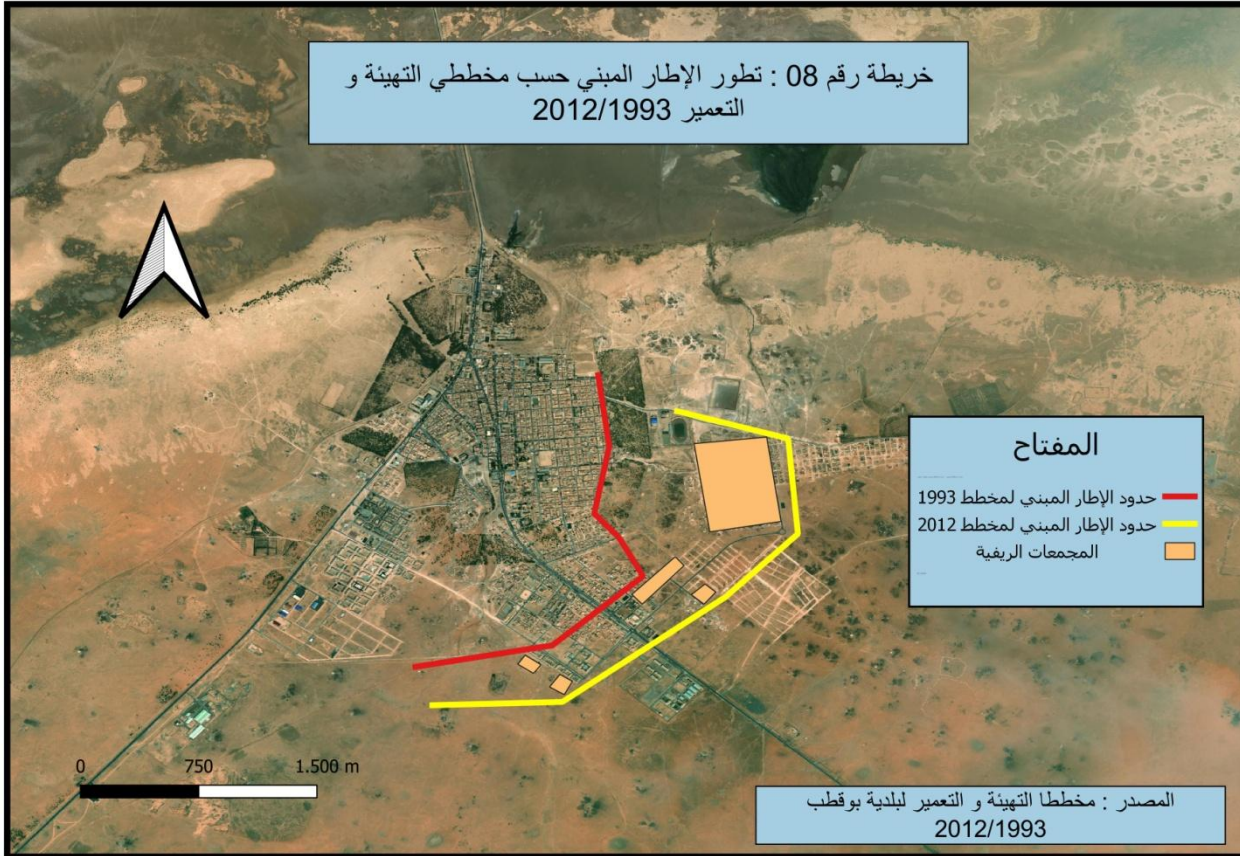 خريطة رقم 08 : تطور الإطار المبني حسب مخططي التهيئة و
التعمير 2012/1993
المفتاح
حدود الإطار المبني لمخطط 1993
حدود الإطار المبني لمخطط 2012
المجمعات الريفية
0 750 1.500 m
المصدر : مخططا التهيئة و التعمير لبلدية بوقطب
2012/1993